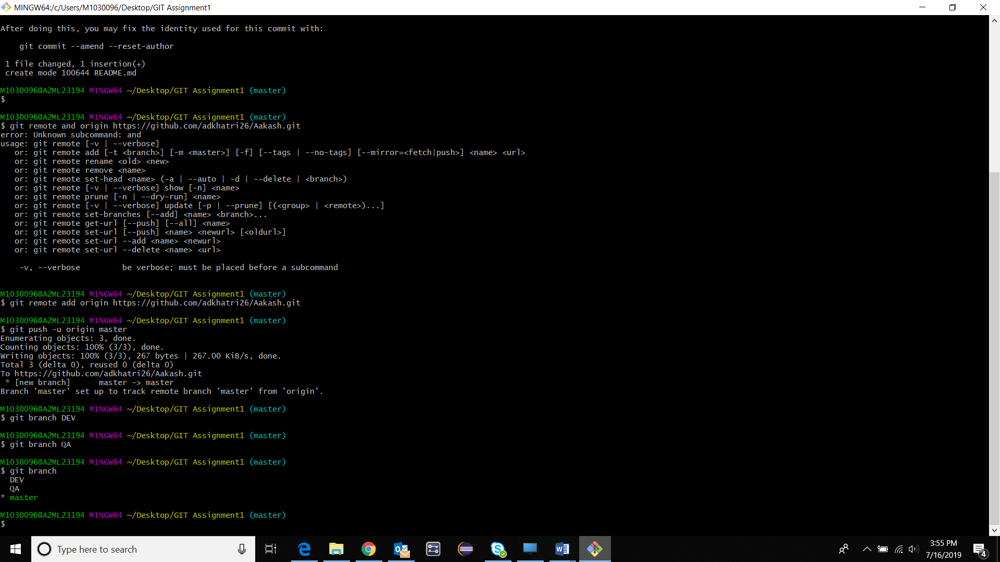 MINGW64:/c/Users/M1030096/Desktop/GIT Assignment1
After doing this, you may fix the identity used for this commit with:
    git commit --amend --reset-author
 1 file changed, 1 insertion(+)
 create mode 100644 README.md
M1030096@A2ML23194 MINGW64 ~/Desktop/GIT Assignment1 (master)
$
M1030096@A2ML23194 MINGW64 ~/Desktop/GIT Assignment1 (master)
$ git remote and origin https://github.com/adkhatri26/Aakash.git
error: Unknown subcommand: and
usage: git remote [-v | --verbose]
   or: git remote add [-t <branch>] [-m <master>] [-f] [--tags | --no-tags] [--mirror=<fetch|push>] <name> <url>
   or: git remote rename <old> <new>
   or: git remote remove <name>
   or: git remote set-head <name> (-a | --auto | -d | --delete | <branch>)
   or: git remote [-v | --verbose] show [-n] <name>
   or: git remote prune [-n | --dry-run] <name>
   or: git remote [-v | --verbose] update [-p | --prune] [(<group> | <remote>)...]
   or: git remote set-branches [--add] <name> <branch>...
   or: git remote get-url [--push] [--all] <name>
   or: git remote set-url [--push] <name> <newurl> [<oldurl>]
   or: git remote set-url --add <name> <newurl>
   or: git remote set-url --delete <name> <url>
    -v, --verbose         be verbose; must be placed before a subcommand
M1030096@A2ML23194 MINGW64 ~/Desktop/GIT Assignment1 (master)
$ git remote add origin https://github.com/adkhatri26/Aakash.git
M1030096@A2ML23194 MINGW64 ~/Desktop/GIT Assignment1 (master)
$ git push -u origin master
Enumerating objects: 3, done.
Counting objects: 100% (3/3), done.
Writing objects: 100% (3/3), 267 bytes | 267.00 KiB/s, done.
Total 3 (delta 0), reused 0 (delta 0)
To https://github.com/adkhatri26/Aakash.git
 * [new branch]      master -> master
Branch 'master' set up to track remote branch 'master' from 'origin'.
M1030096@A2ML23194 MINGW64 ~/Desktop/GIT Assignment1 (master)
$ git branch DEV
M1030096@A2ML23194 MINGW64 ~/Desktop/GIT Assignment1 (master)
$ git branch QA
M1030096@A2ML23194 MINGW64 ~/Desktop/GIT Assignment1 (master)
$ git branch
  DEV
  QA
* master
M1030096@A2ML23194 MINGW64 ~/Desktop/GIT Assignment1 (master)
$
Type here to search
3:55 PM
7/16/2019
4